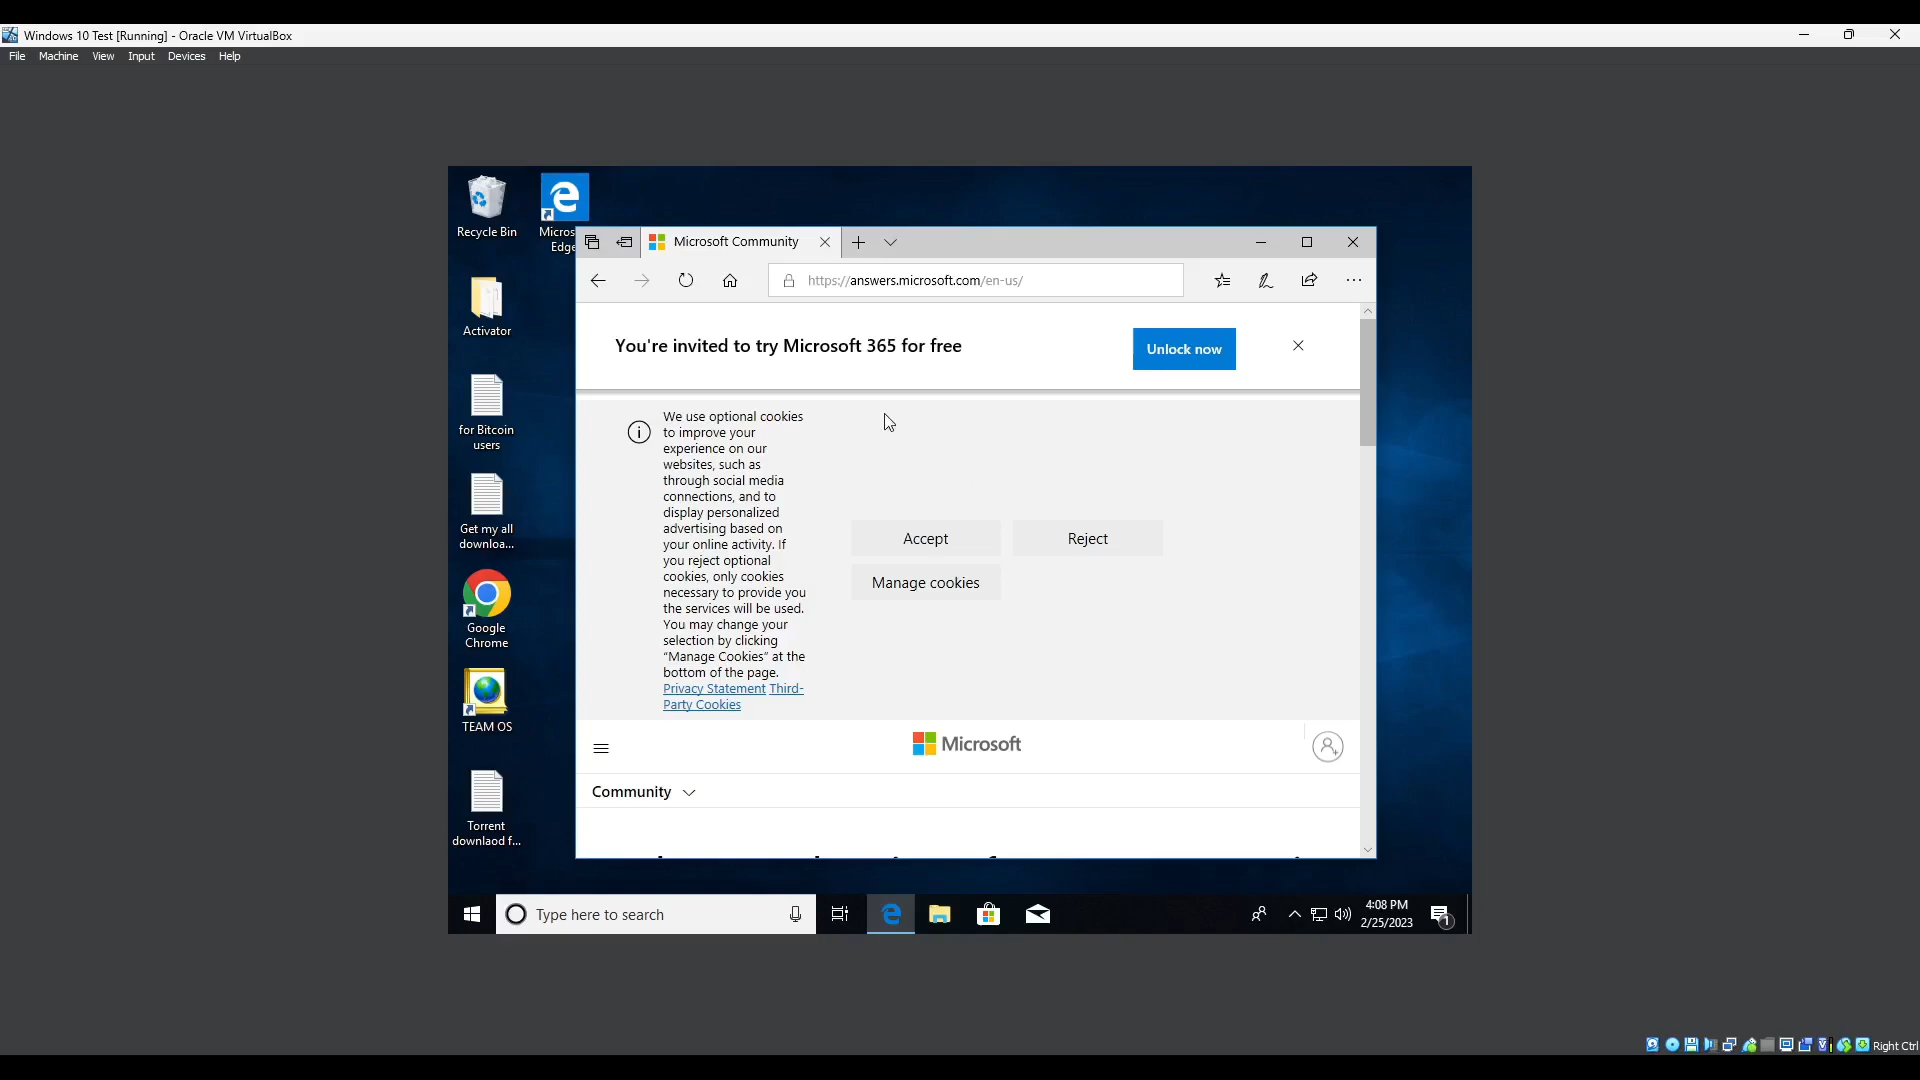 Windows 10 Test [Running] - Oracle VM VirtualBox
File Machine View Input Devices Help
Recycle Bin
Micros
Edge
Activator
for Bitcoin
users
Get my all
downloa...
Google
Chrome
TEAM OS
Torrent
downlaod f...
Microsoft Community
https://answers.microsoft.com/en-us/
You're invited to try Microsoft 365 for free
Unlock now
We use optional cookies
to improve your
experience on our
websites, such as
through social media
connections, and to
display personalized
advertising based on
your online activity. If
you reject optional
cookies, only cookies
necessary to provide you
the services will be used.
You may change your
selection by clicking
“Manage Cookies” at the
bottom of the page.
Privacy Statement Third-
Party Cookies
Accept
Reject
Manage cookies
Microsoft
Community
Type here to search
4:08 PM
2/25/2023
1
Right Ctrl